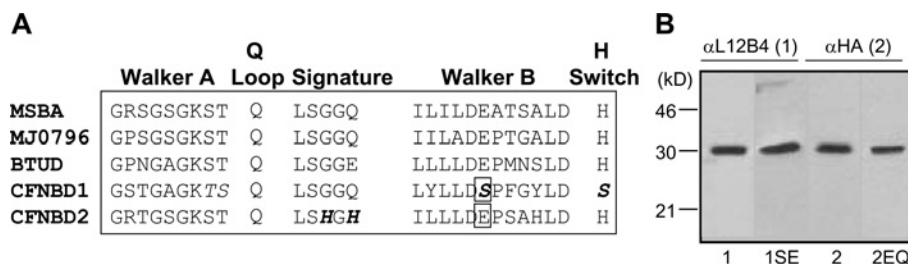 A
Q H
Walker A Loop Signature Walker B Switch
MSBA GRSGSGKST Q LSGGQ ILILDEATSALD H
MJ0796 GPSGSGKST Q LSGGQ IILADEPTGALD H
BTUD GPNGAGKST Q LSGGE LLLLDEPMNSLD H
CFNBD1 GSTGAGKTS Q LSGGQ LYLLDSPFGYLD S
CFNBD2 GRTGSGKST Q LSHGH ILLLDEPSAHLD H
B
αL12B4 (1) αHA (2)
(kD)
46
30
21
1 1SE 2 2EQ